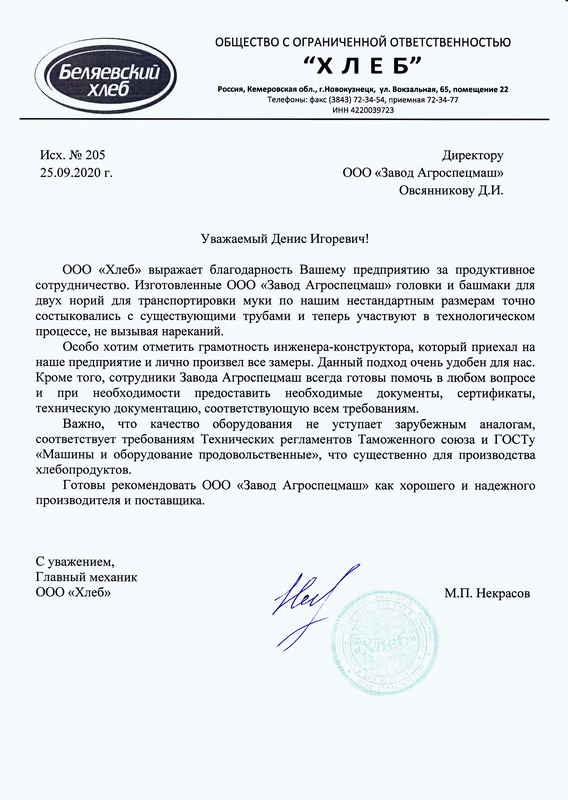 Беляевский
хлеб
ОБЩЕСТВО С ОГРАНИЧЕННОЙ ОТВЕТСТВЕННОСТЬЮ
“Х Л Е Б”
Россия, Кемеровская обл., г.Новокузнецк, ул. Вокзальная, 65, помещение 22
Телефоны: факс (3843) 72-34-54, приемная 72-34-77
ИНН 4220039723
Исх. № 205
25.09.2020 г.
Директору
ООО «Завод Агроспецмаш»
Овсянникову Д.И.
Уважаемый Денис Игоревич!
ООО «Хлеб» выражает благодарность Вашему предприятию за продуктивное
сотрудничество. Изготовленные ООО «Завод Агроспецмаш» головки и башмаки для
двух норий для транспортировки муки по нашим нестандартным размерам точно
состыковались с существующими трубами и теперь участвуют в технологическом
процессе, не вызывая нареканий.
Особо хотим отметить грамотность инженера-конструктора, который приехал на
наше предприятие и лично произвел все замеры. Данный подход очень удобен для нас.
Кроме того, сотрудники Завода Агроспецмаш всегда готовы помочь в любом вопросе
и при необходимости предоставить необходимые документы, сертификаты,
техническую документацию, соответствующую всем требованиям.
Важно, что качество оборудования не уступает зарубежным аналогам,
соответствует требованиям Технических регламентов Таможенного союза и ГОСТу
«Машины и оборудование продовольственные», что существенно для производства
хлебопродуктов.
Готовы рекомендовать ООО «Завод Агроспецмаш» как хорошего и надежного
производителя и поставщика.
С уважением,
Главный механик
ООО «Хлеб»
М.П. Некрасов
«Хлеб»